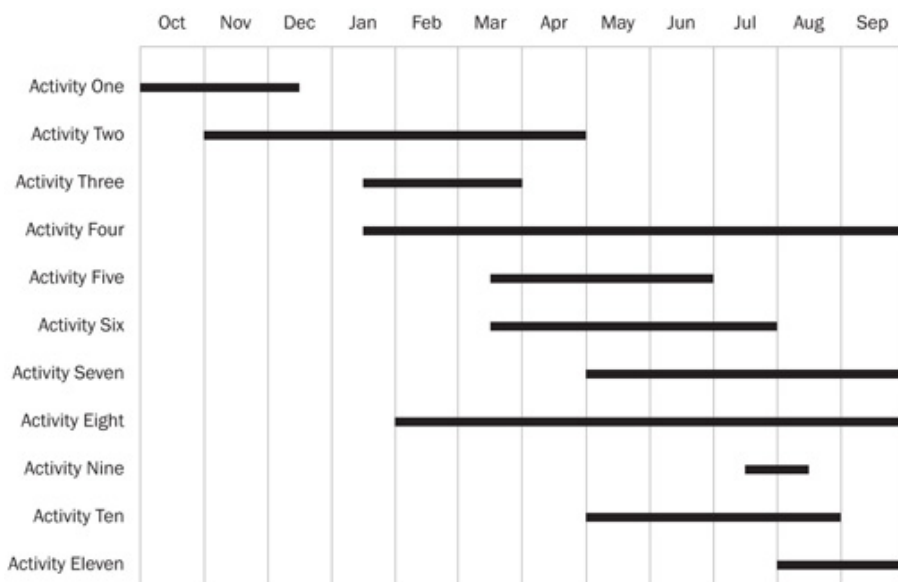 Oct Nov Dec Jan Feb Mar Apr May Jun Jul Aug Sep
Activity One
Activity Two
Activity Three
Activity Four
Activity Five
Activity Six
Activity Seven
Activity Eight
Activity Nine
Activity Ten
Activity Eleven